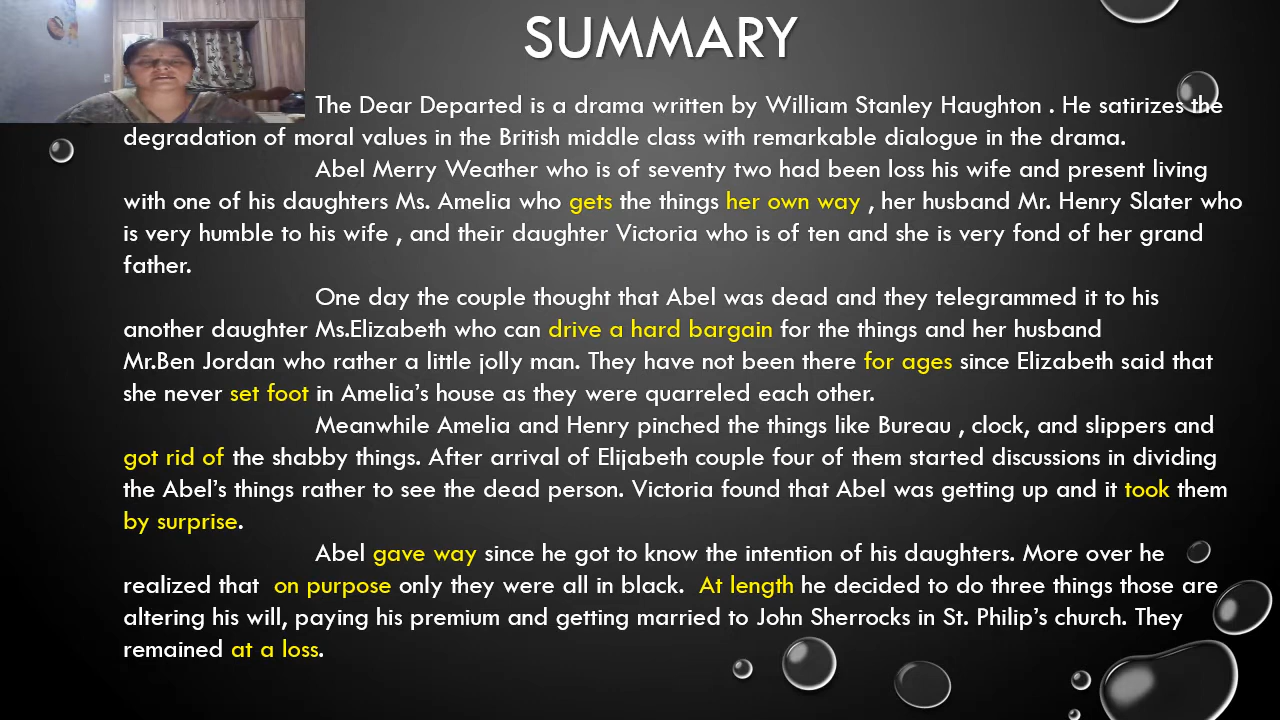 SUMMARY
The Dear Departed is a drama written by William Stanley Haughton . He satirizes the
degradation of moral values in the British middle class with remarkable dialogue in the drama.
Abel Merry Weather who is of seventy two had been loss his wife and present living
with one of his daughters Ms. Amelia who gets the things her own way , her husband Mr. Henry Slater who
is very humble to his wife , and their daughter Victoria who is of ten and she is very fond of her grand
father.
One day the couple thought that Abel was dead and they telegrammed it to his
another daughter Ms.Elizabeth who can drive a hard bargain for the things and her husband
Mr.Ben Jordan who rather a little jolly man. They have not been there for ages since Elizabeth said that
she never set foot in Amelia's house as they were quarreled each other.
Meanwhile Amelia and Henry pinched the things like Bureau , clock, and slippers and
got rid of the shabby things. After arrival of Elijabeth couple four of them started discussions in dividing
the Abel's things rather to see the dead person. Victoria found that Abel was getting up and it took them
by surprise.
Abel gave way since he got to know the intention of his daughters. More over he
realized that on purpose only they were all in black. At length he decided to do three things those are
altering his will, paying his premium and getting married to John Sherrocks in St. Philip's church. They
remained at a loss.